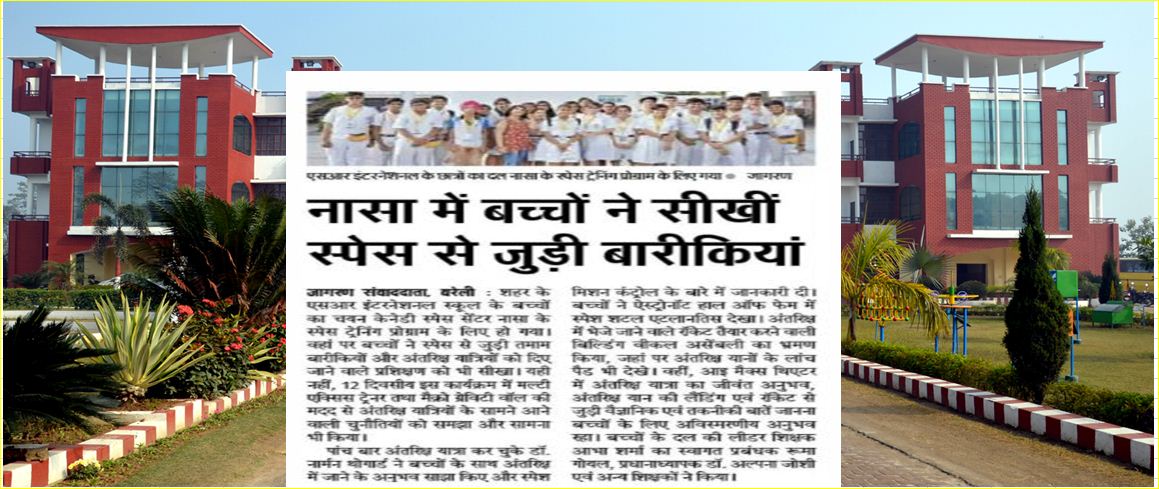 एसआर इंटरनेशनल के छात्रों का दल नासा के स्पेस ट्रेनिंग प्रोग्राम के लिए गया ● जागरण
नासा में बच्चों ने सीखीं
स्पेस से जुड़ी बारीकियां
जागरण संवाददाता, बरेली : शहर के
एसआर इंटरनेशनल स्कूल के बच्चों
का चयन केनेडी स्पेस सेंटर नासा के
स्पेस ट्रेनिंग प्रोग्राम के लिए हो गया।
वहां पर बच्चों ने स्पेस से जुड़ी तमाम
बारीकियों और अंतरिक्ष यात्रियों को दिए
जाने वाले प्रशिक्षण को भी सीखा। यही
नहीं, 12 दिवसीय इस कार्यक्रम में मल्टी
एक्सिस ट्रेनर तथा मैक्रो ग्रेविटी वॉल की
मदद से अंतरिक्ष यात्रियों के सामने आने
वाली चुनौतियों को समझा और सामना
भी किया।
पांच बार अंतरिक्ष यात्रा कर चुके डॉ.
नार्मन थोगार्ड ने बच्चों के साथ अंतरिक्ष
में जाने के अनुभव साझा किए और स्पेश
मिशन कंट्रोल के बारे में जानकारी दी।
बच्चों ने ऐस्ट्रोनॉट हाल ऑफ फेम में
स्पेश शटल एटलानतिस देखा। अंतरिक्ष
में भेजे जाने वाले रॉकेट तैयार करने वाली
बिल्डिंग वीकल असेंबली का भ्रमण
किया, जहां पर अंतरिक्ष यानों के लांच
पैड भी देखे। वहीं, आइ मैक्स थिएटर
में अंतरिक्ष यात्रा का जीवंत अनुभव,
अंतरिक्ष यान की लैंडिंग एवं रॉकेट से
जुड़ी वैज्ञानिक एवं तकनीकी बातें जानना
बच्चों के लिए अविस्मरणीय अनुभव
रहा। बच्चों के दल की लीडर शिक्षक
आभा शर्मा का स्वागत प्रबंधक रूमा
गोयल, प्रधानाध्यापक डॉ. अल्पना जोशी
एवं अन्य शिक्षकों ने किया।